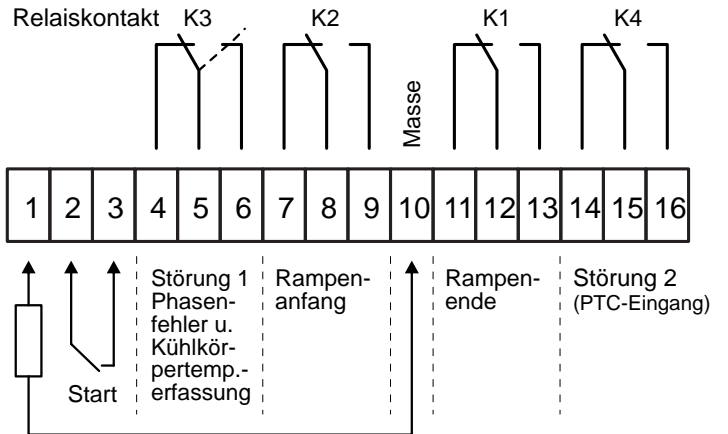 Relaiskontakt K3 K2 K1 K4
Masse
1 2 3 4 5 6 7 8 9 10 11 12 13 14 15 16
Störung 1
Phasen-
fehler u.
Kühlkör-
pertemp.-
erfassung
Rampen-
anfang
Rampen-
ende
Störung 2
(PTC-Eingang)
Start